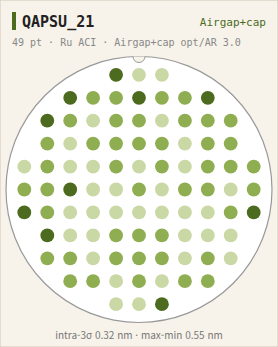 QAPSU_21
Airgap+cap
49 pt · Ru ACI · Airgap+cap opt/AR 3.0
intra-3σ 0.32 nm · max-min 0.55 nm